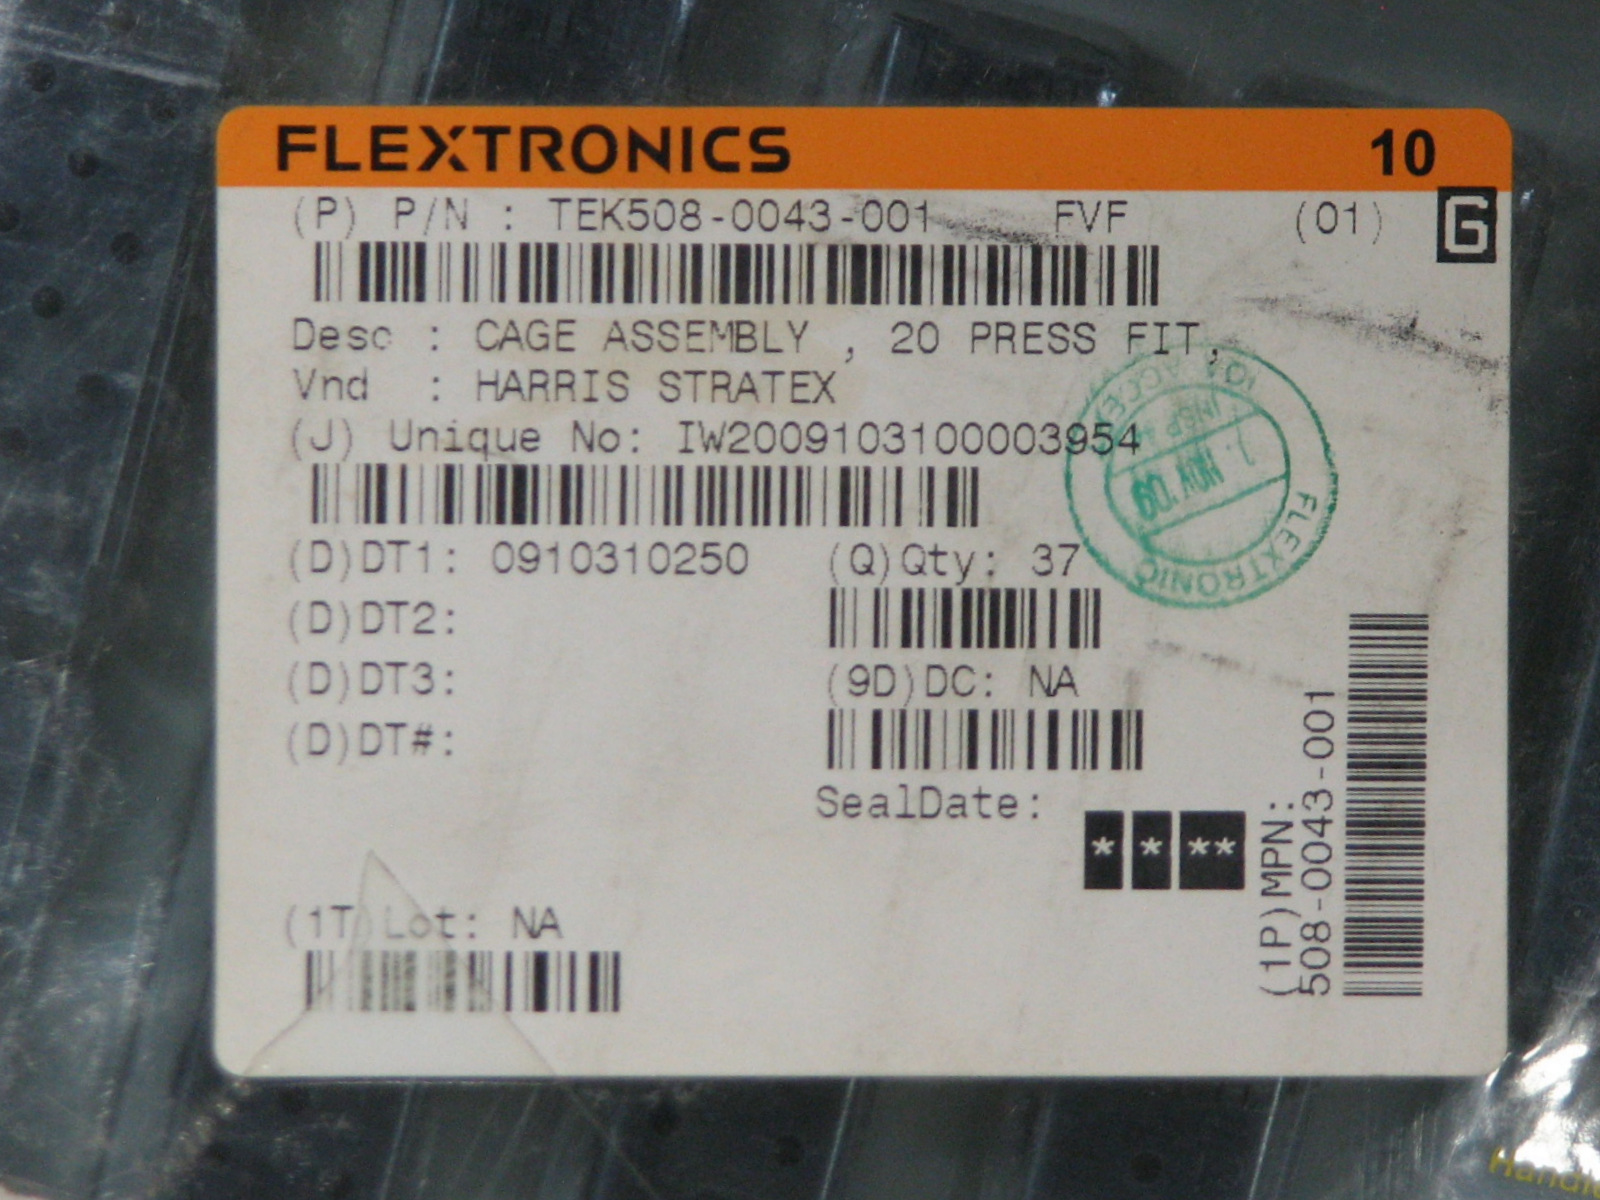 FLEXTRONICS 10
(P) P/N : TEK508-0043-001 FVF (01) G
Desc : CAGE ASSEMBLY , 20 PRESS FIT,
Vnd : HARRIS STRATEX
(J) Unique No: IW2009103100003954
(D)DT1: 0910310250 (Q)Qty: 37
(D)DT2:
(D)DT3: (9D)DC: NA
(D)DT#:
SealDate:
* * **
(1T)Lot: NA
(1P)MPN:
508-0043-001
FLEXTRONIC
NOV '09